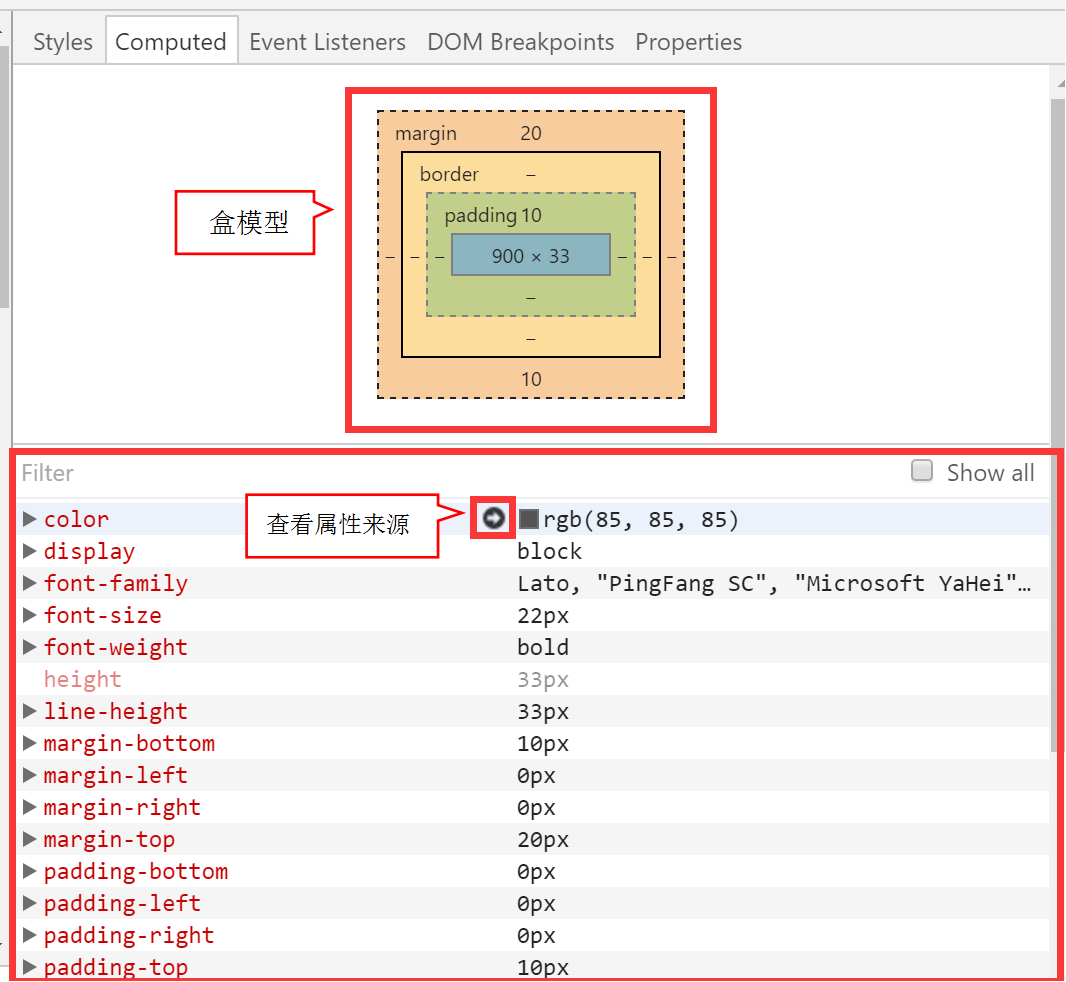 Styles Computed Event Listeners DOM Breakpoints Properties
margin 20
border –
盒模型
padding 10
– – – 900 × 33 – – –
–
–
10
Filter Show all
color 查看属性来源 rgb(85, 85, 85)
display block
font-family Lato, "PingFang SC", "Microsoft YaHei"…
font-size 22px
font-weight bold
height 33px
line-height 33px
margin-bottom 10px
margin-left 0px
margin-right 0px
margin-top 20px
padding-bottom 0px
padding-left 0px
padding-right 0px
padding-top 10px